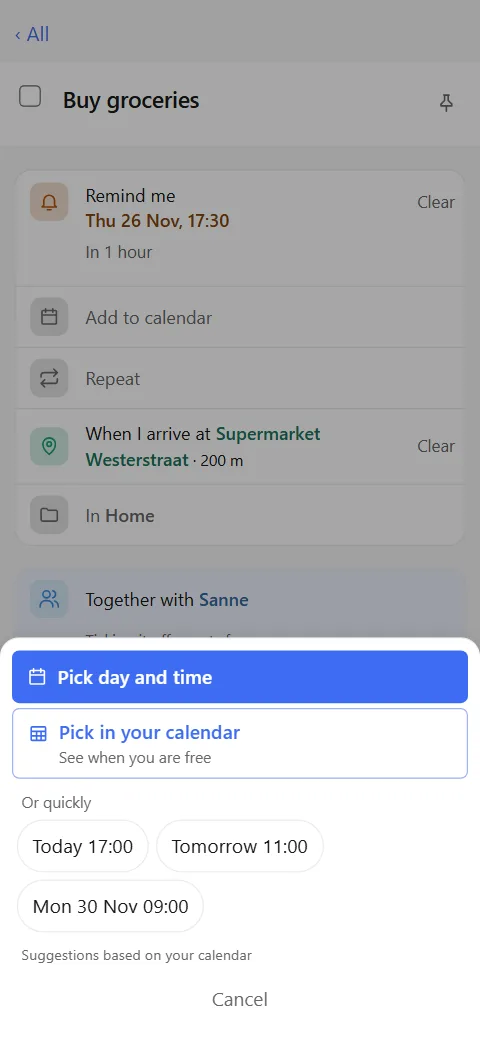 ‹ All
Buy groceries
Remind me
Clear
Thu 26 Nov, 17:30
In 1 hour
Add to calendar
Repeat
When I arrive at Supermarket
Westerstraat · 200 m
Clear
In Home
Together with Sanne
Pick day and time
Pick in your calendar
See when you are free
Or quickly
Today 17:00
Tomorrow 11:00
Mon 30 Nov 09:00
Suggestions based on your calendar
Cancel